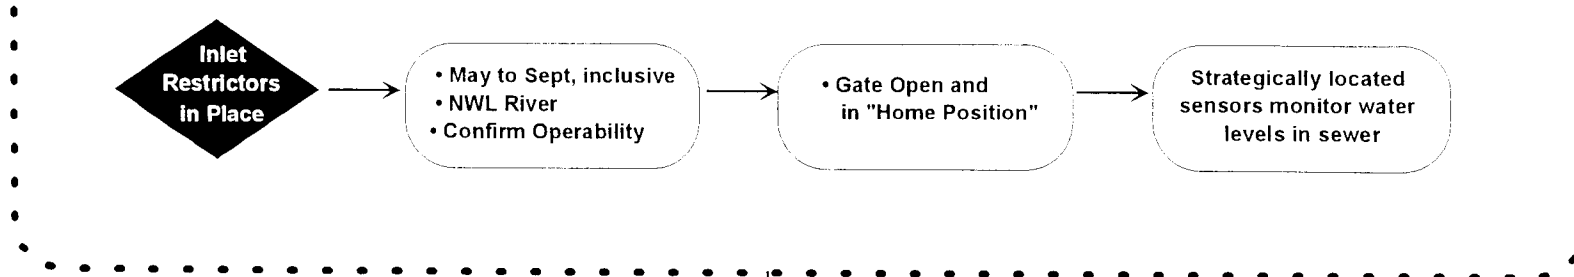 Inlet
Restrictors
in Place
• May to Sept, inclusive
• NWL River
• Confirm Operability
• Gate Open and
in "Home Position"
Strategically located
sensors monitor water
levels in sewer